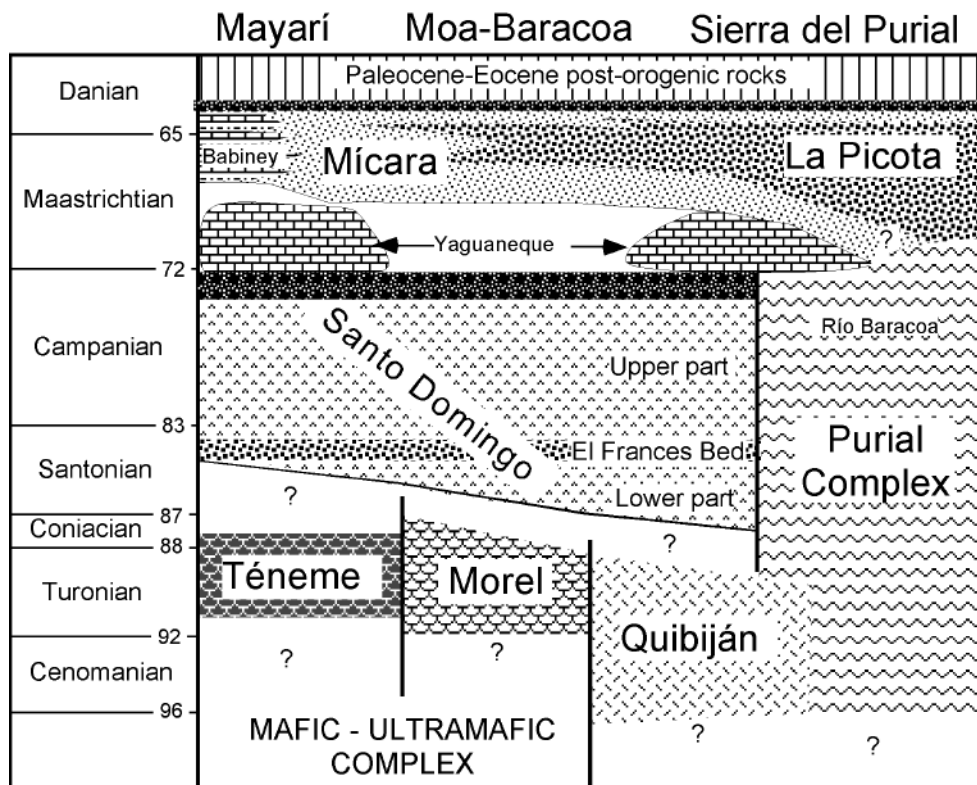 Mayarí Moa-Baracoa Sierra del Purial
Danian
Paleocene-Eocene post-orogenic rocks
65
Babiney
Mícara
La Picota
Maastrichtian
Yaguaneque
?
72
Río Baracoa
Campanian
Santo Domingo
Upper part
83
Purial
Complex
Santonian
El Frances Bed
Lower part
?
87
Coniacian
?
88
Téneme
Morel
Turonian
Quibiján
92
?
?
Cenomanian
96
MAFIC - ULTRAMAFIC
COMPLEX
?
?